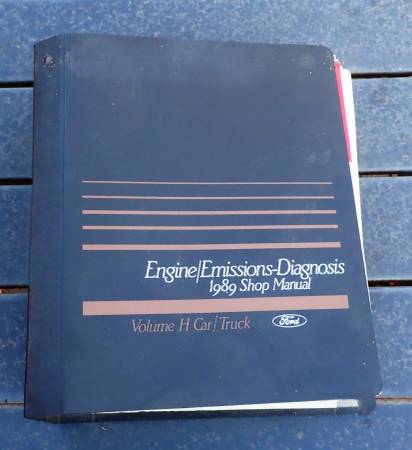 Engine/Emissions-Diagnosis
1989 Shop Manual
Volume H Car/Truck
Ford